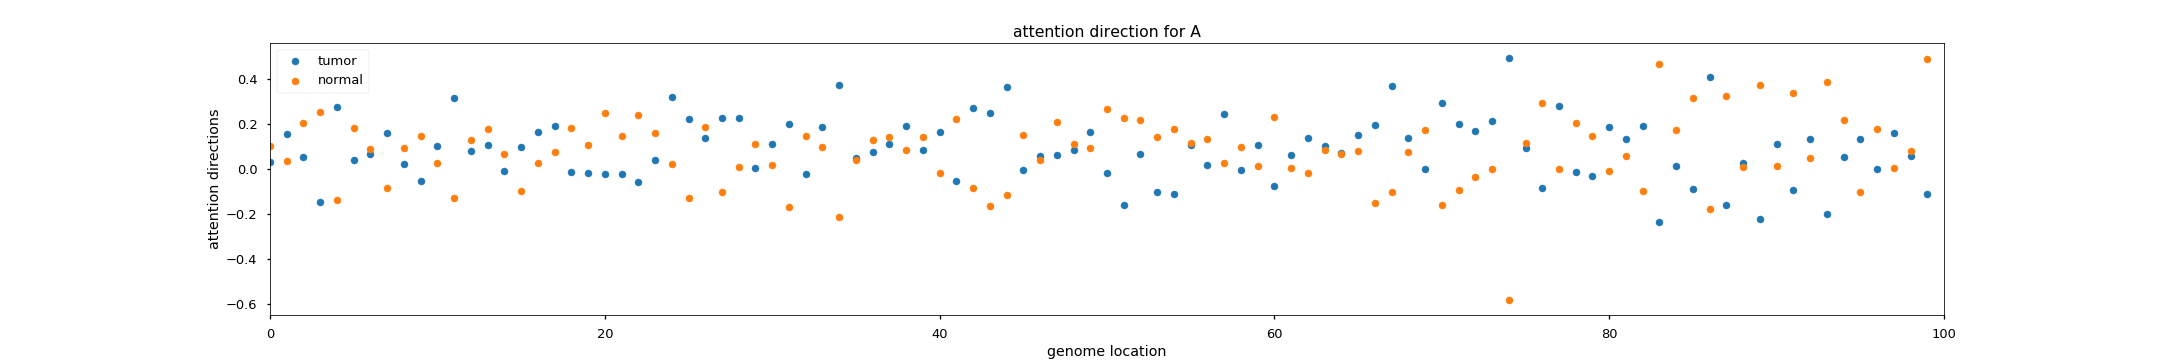 attention direction for A
tumor
normal
attention directions
0.4
0.2
0.0
−0.2
−0.4
−0.6
0 20 40 60 80 100
genome location